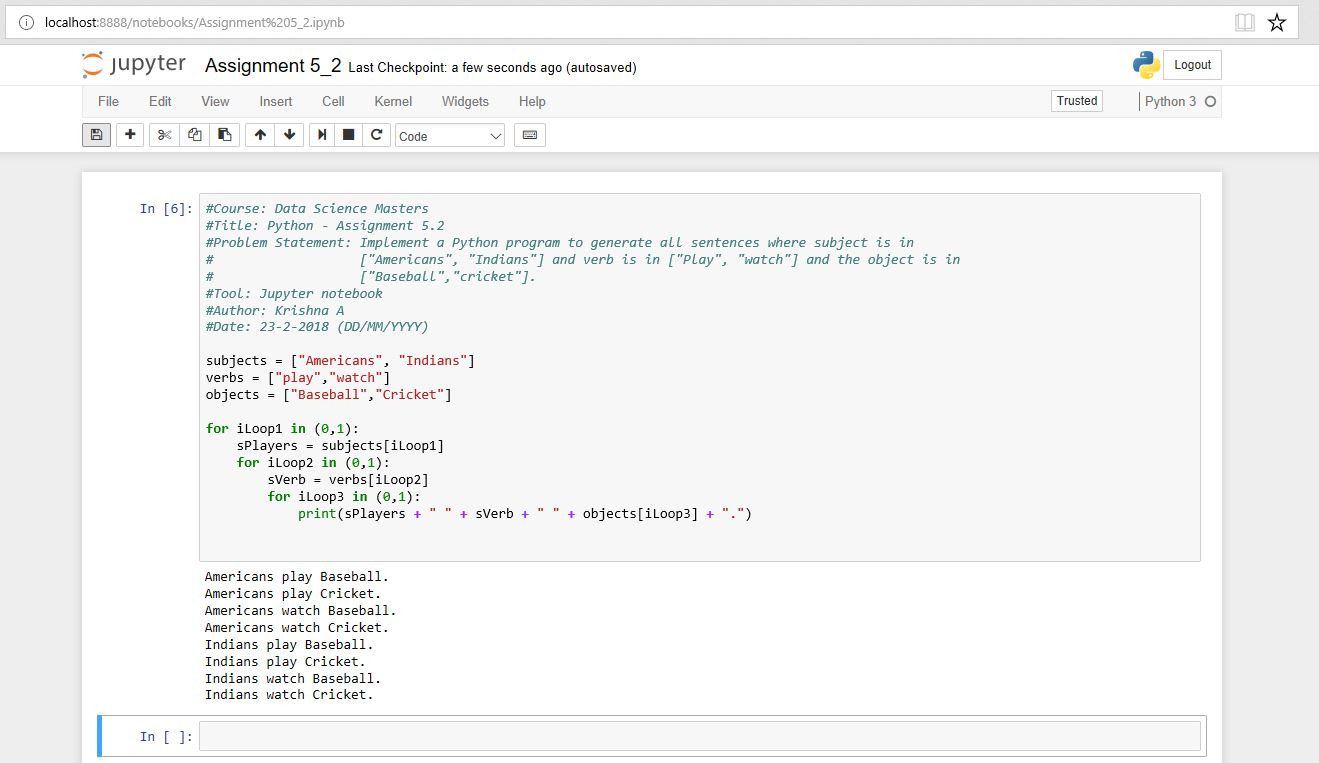 localhost:8888/notebooks/Assignment%205_2.ipynb
jupyter Assignment 5_2 Last Checkpoint: a few seconds ago (autosaved) Logout
File Edit View Insert Cell Kernel Widgets Help Trusted Python 3
Code
In [6]: #Course: Data Science Masters
#Title: Python - Assignment 5.2
#Problem Statement: Implement a Python program to generate all sentences where subject is in
#                   ["Americans", "Indians"] and verb is in ["Play", "watch"] and the object is in
#                   ["Baseball","cricket"].
#Tool: Jupyter notebook
#Author: Krishna A
#Date: 23-2-2018 (DD/MM/YYYY)
subjects = ["Americans", "Indians"]
verbs = ["play","watch"]
objects = ["Baseball","Cricket"]
for iLoop1 in (0,1):
    sPlayers = subjects[iLoop1]
    for iLoop2 in (0,1):
        sVerb = verbs[iLoop2]
        for iLoop3 in (0,1):
            print(sPlayers + " " + sVerb + " " + objects[iLoop3] + ".")
Americans play Baseball.
Americans play Cricket.
Americans watch Baseball.
Americans watch Cricket.
Indians play Baseball.
Indians play Cricket.
Indians watch Baseball.
Indians watch Cricket.
In [ ]: